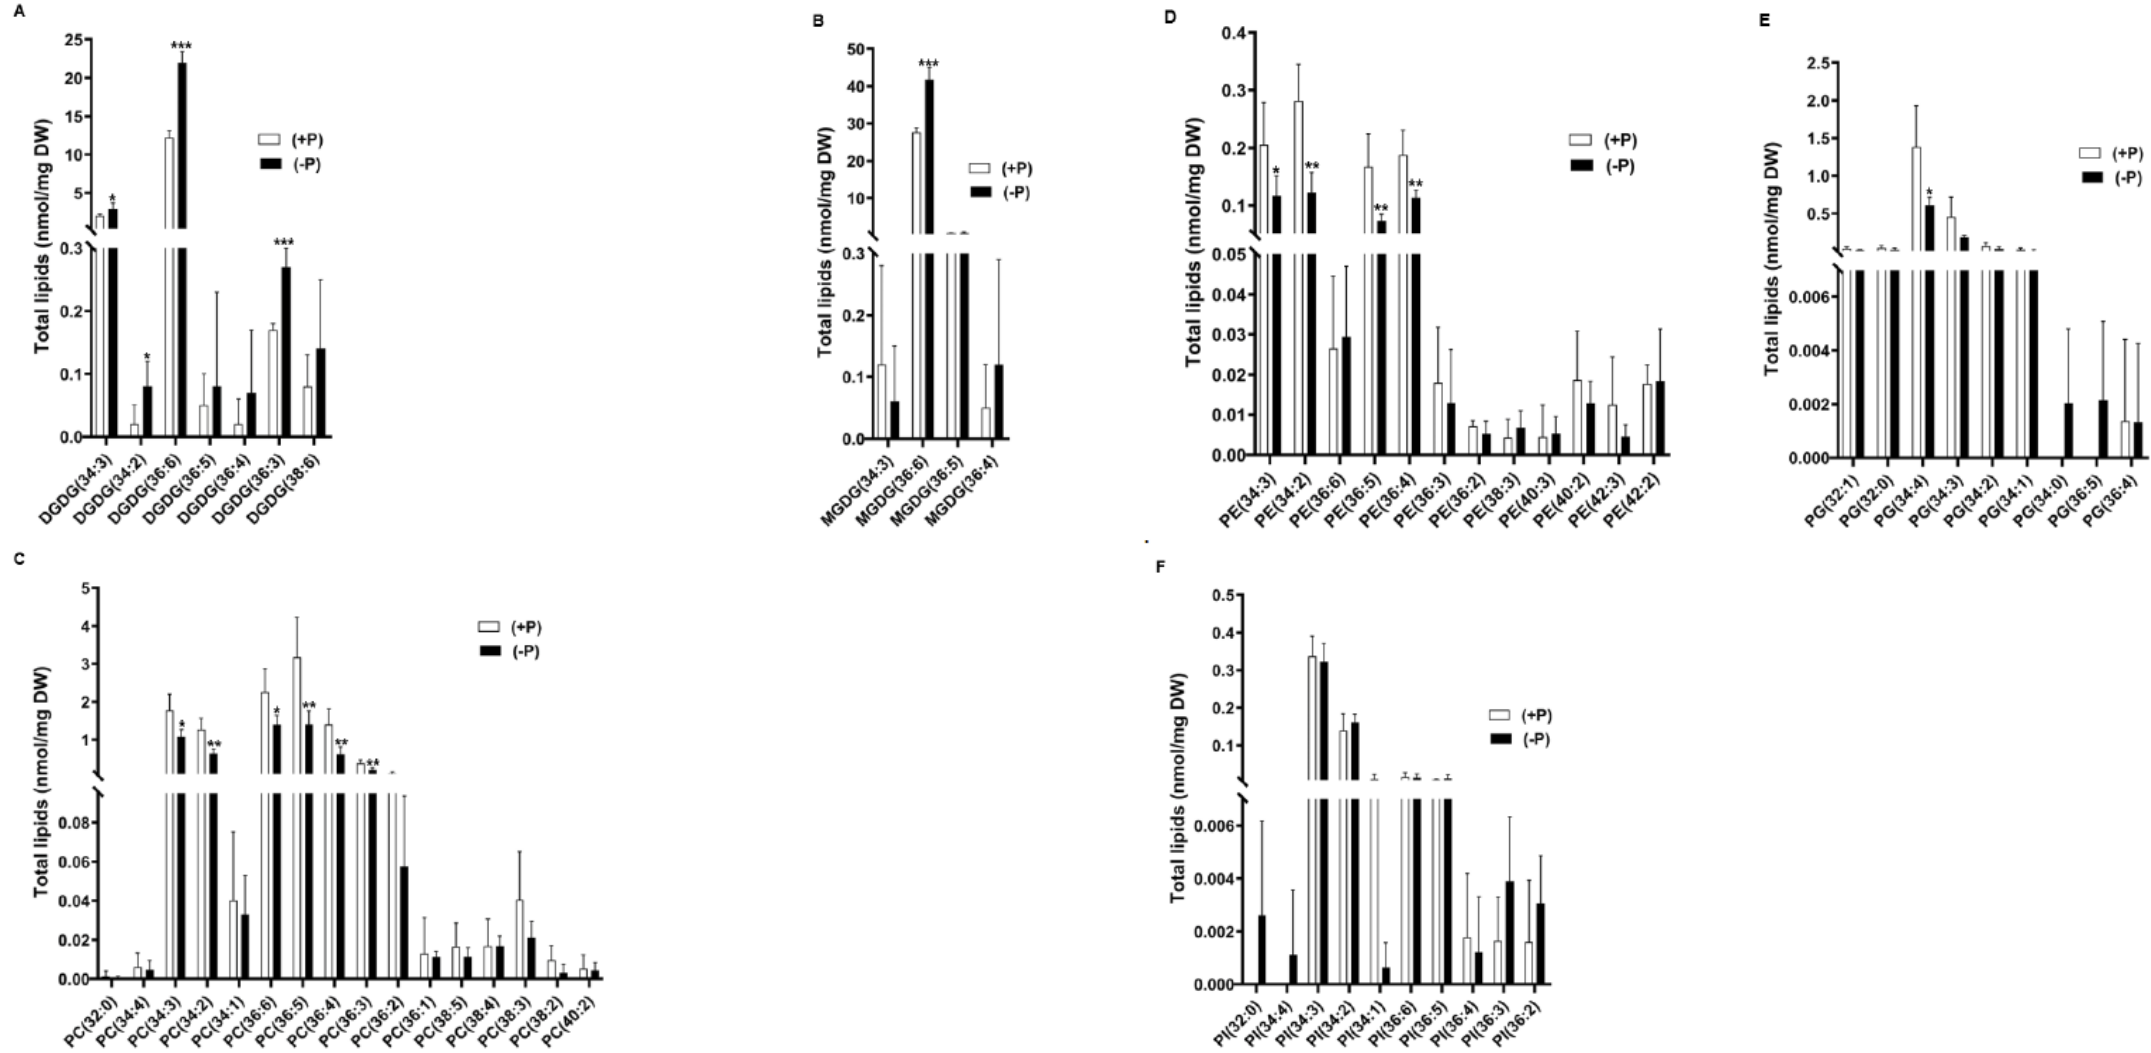 A
Total lipids (nmol/mg DW)
25
20
15
10
5
0.3
0.2
0.1
0.0
*
*
***
***
(+P)
(-P)
DGDG(34:3)
DGDG(34:2)
DGDG(36:6)
DGDG(36:5)
DGDG(36:4)
DGDG(36:3)
DGDG(38:6)
B
Total lipids (nmol/mg DW)
50
40
30
20
10
0.3
0.2
0.1
0.0
***
(+P)
(-P)
MGDG(34:3)
MGDG(36:6)
MGDG(36:5)
MGDG(36:4)
D
Total lipids (nmol/mg DW)
0.4
0.3
0.2
0.1
0.05
0.04
0.03
0.02
0.01
0.00
*
**
**
**
(+P)
(-P)
PE(34:3)
PE(34:2)
PE(36:6)
PE(36:5)
PE(36:4)
PE(36:3)
PE(36:2)
PE(38:3)
PE(40:3)
PE(40:2)
PE(42:3)
PE(42:2)
E
Total lipids (nmol/mg DW)
2.5
2.0
1.5
1.0
0.5
0.006
0.004
0.002
0.000
*
(+P)
(-P)
PG(32:1)
PG(32:0)
PG(34:4)
PG(34:3)
PG(34:2)
PG(34:1)
PG(34:0)
PG(36:5)
PG(36:4)
C
Total lipids (nmol/mg DW)
5
4
3
2
1
0.08
0.06
0.04
0.02
0.00
*
**
*
**
**
**
(+P)
(-P)
PC(32:0)
PC(34:4)
PC(34:3)
PC(34:2)
PC(34:1)
PC(36:6)
PC(36:5)
PC(36:4)
PC(36:3)
PC(36:2)
PC(36:1)
PC(38:5)
PC(38:4)
PC(38:3)
PC(38:2)
PC(40:2)
F
Total lipids (nmol/mg DW)
0.5
0.4
0.3
0.2
0.1
0.006
0.004
0.002
0.000
(+P)
(-P)
PI(32:0)
PI(34:4)
PI(34:3)
PI(34:2)
PI(34:1)
PI(36:6)
PI(36:5)
PI(36:4)
PI(36:3)
PI(36:2)